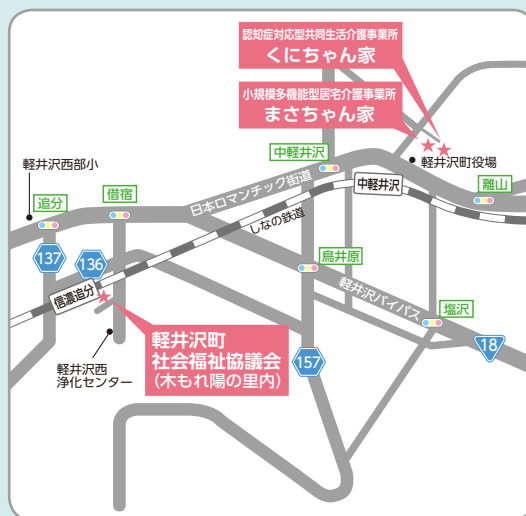 認知症対応型共同生活介護事業所
くにちゃん家
小規模多機能型居宅介護事業所
まさちゃん家
軽井沢町役場
中軽井沢
離山
中軽井沢
日本ロマンチック街道
しなの鉄道
軽井沢西部小
追分
借宿
137
136
信濃追分
鳥井原
軽井沢バイパス
塩沢
18
157
軽井沢町
社会福祉協議会
(木もれ陽の里内)
軽井沢西
浄化センター